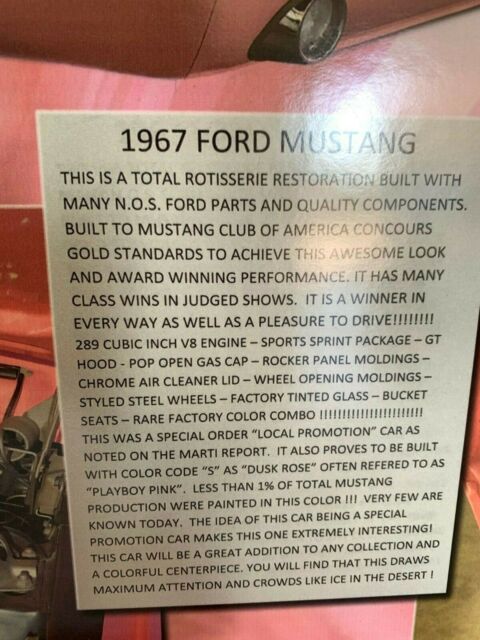 1967 FORD MUSTANG
THIS IS A TOTAL ROTISSERIE RESTORATION BUILT WITH
MANY N.O.S. FORD PARTS AND QUALITY COMPONENTS.
BUILT TO MUSTANG CLUB OF AMERICA CONCOURS
GOLD STANDARDS TO ACHIEVE THIS AWESOME LOOK
AND AWARD WINNING PERFORMANCE. IT HAS MANY
CLASS WINS IN JUDGED SHOWS. IT IS A WINNER IN
EVERY WAY AS WELL AS A PLEASURE TO DRIVE!!!!!!!!
289 CUBIC INCH V8 ENGINE – SPORTS SPRINT PACKAGE – GT
HOOD - POP OPEN GAS CAP – ROCKER PANEL MOLDINGS –
CHROME AIR CLEANER LID – WHEEL OPENING MOLDINGS –
STYLED STEEL WHEELS – FACTORY TINTED GLASS – BUCKET
SEATS – RARE FACTORY COLOR COMBO !!!!!!!!!!!!!!!!!!!!!!!
THIS WAS A SPECIAL ORDER "LOCAL PROMOTION" CAR AS
NOTED ON THE MARTI REPORT. IT ALSO PROVES TO BE BUILT
WITH COLOR CODE "S" AS "DUSK ROSE" OFTEN REFERED TO AS
"PLAYBOY PINK". LESS THAN 1% OF TOTAL MUSTANG
PRODUCTION WERE PAINTED IN THIS COLOR !!! VERY FEW ARE
KNOWN TODAY. THE IDEA OF THIS CAR BEING A SPECIAL
PROMOTION CAR MAKES THIS ONE EXTREMELY INTERESTING!
THIS CAR WILL BE A GREAT ADDITION TO ANY COLLECTION AND
A COLORFUL CENTERPIECE. YOU WILL FIND THAT THIS DRAWS
MAXIMUM ATTENTION AND CROWDS LIKE ICE IN THE DESERT !